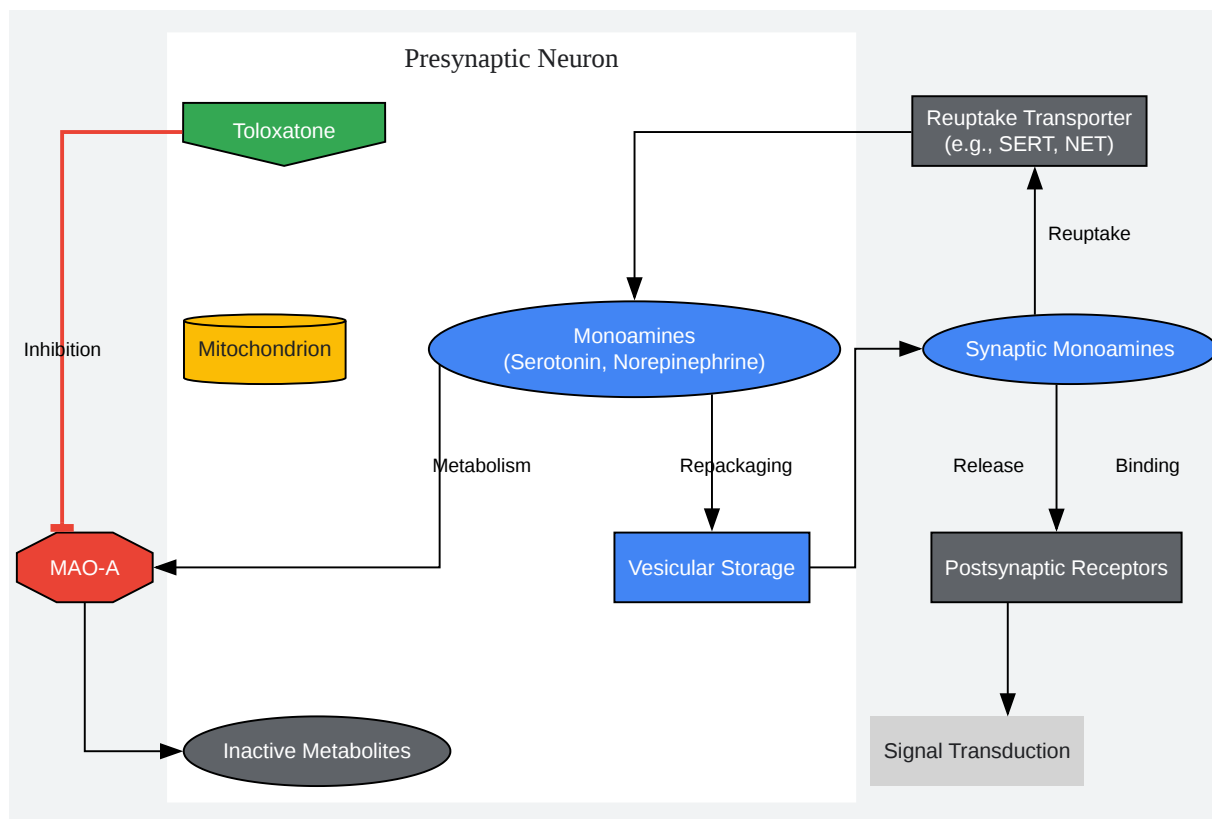 Presynaptic Neuron
Toloxatone
Reuptake Transporter
(e.g., SERT, NET)
Reuptake
Inhibition
Mitochondrion
Monoamines
(Serotonin, Norepinephrine)
Synaptic Monoamines
Metabolism
Repackaging
Release
Binding
MAO-A
Vesicular Storage
Postsynaptic Receptors
Inactive Metabolites
Signal Transduction